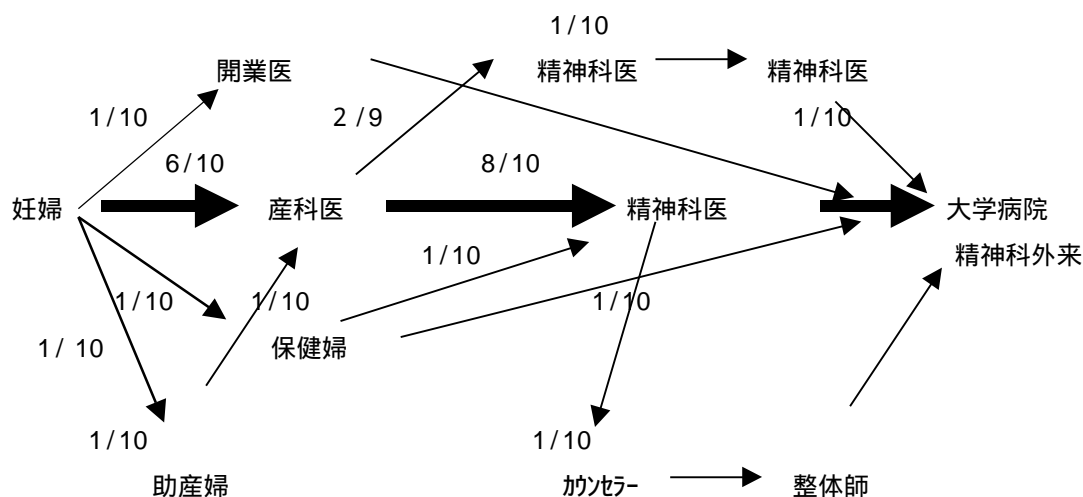 1/10
開業医
精神科医
精神科医
1/10
2/9
1/10
6/10
8/10
妊婦
産科医
精神科医
大学病院
精神科外来
1/10
1/10
1/10
1/10
保健婦
1/ 10
1/10
1/10
助産婦
ｶｳﾝｾﾗｰ
整体師